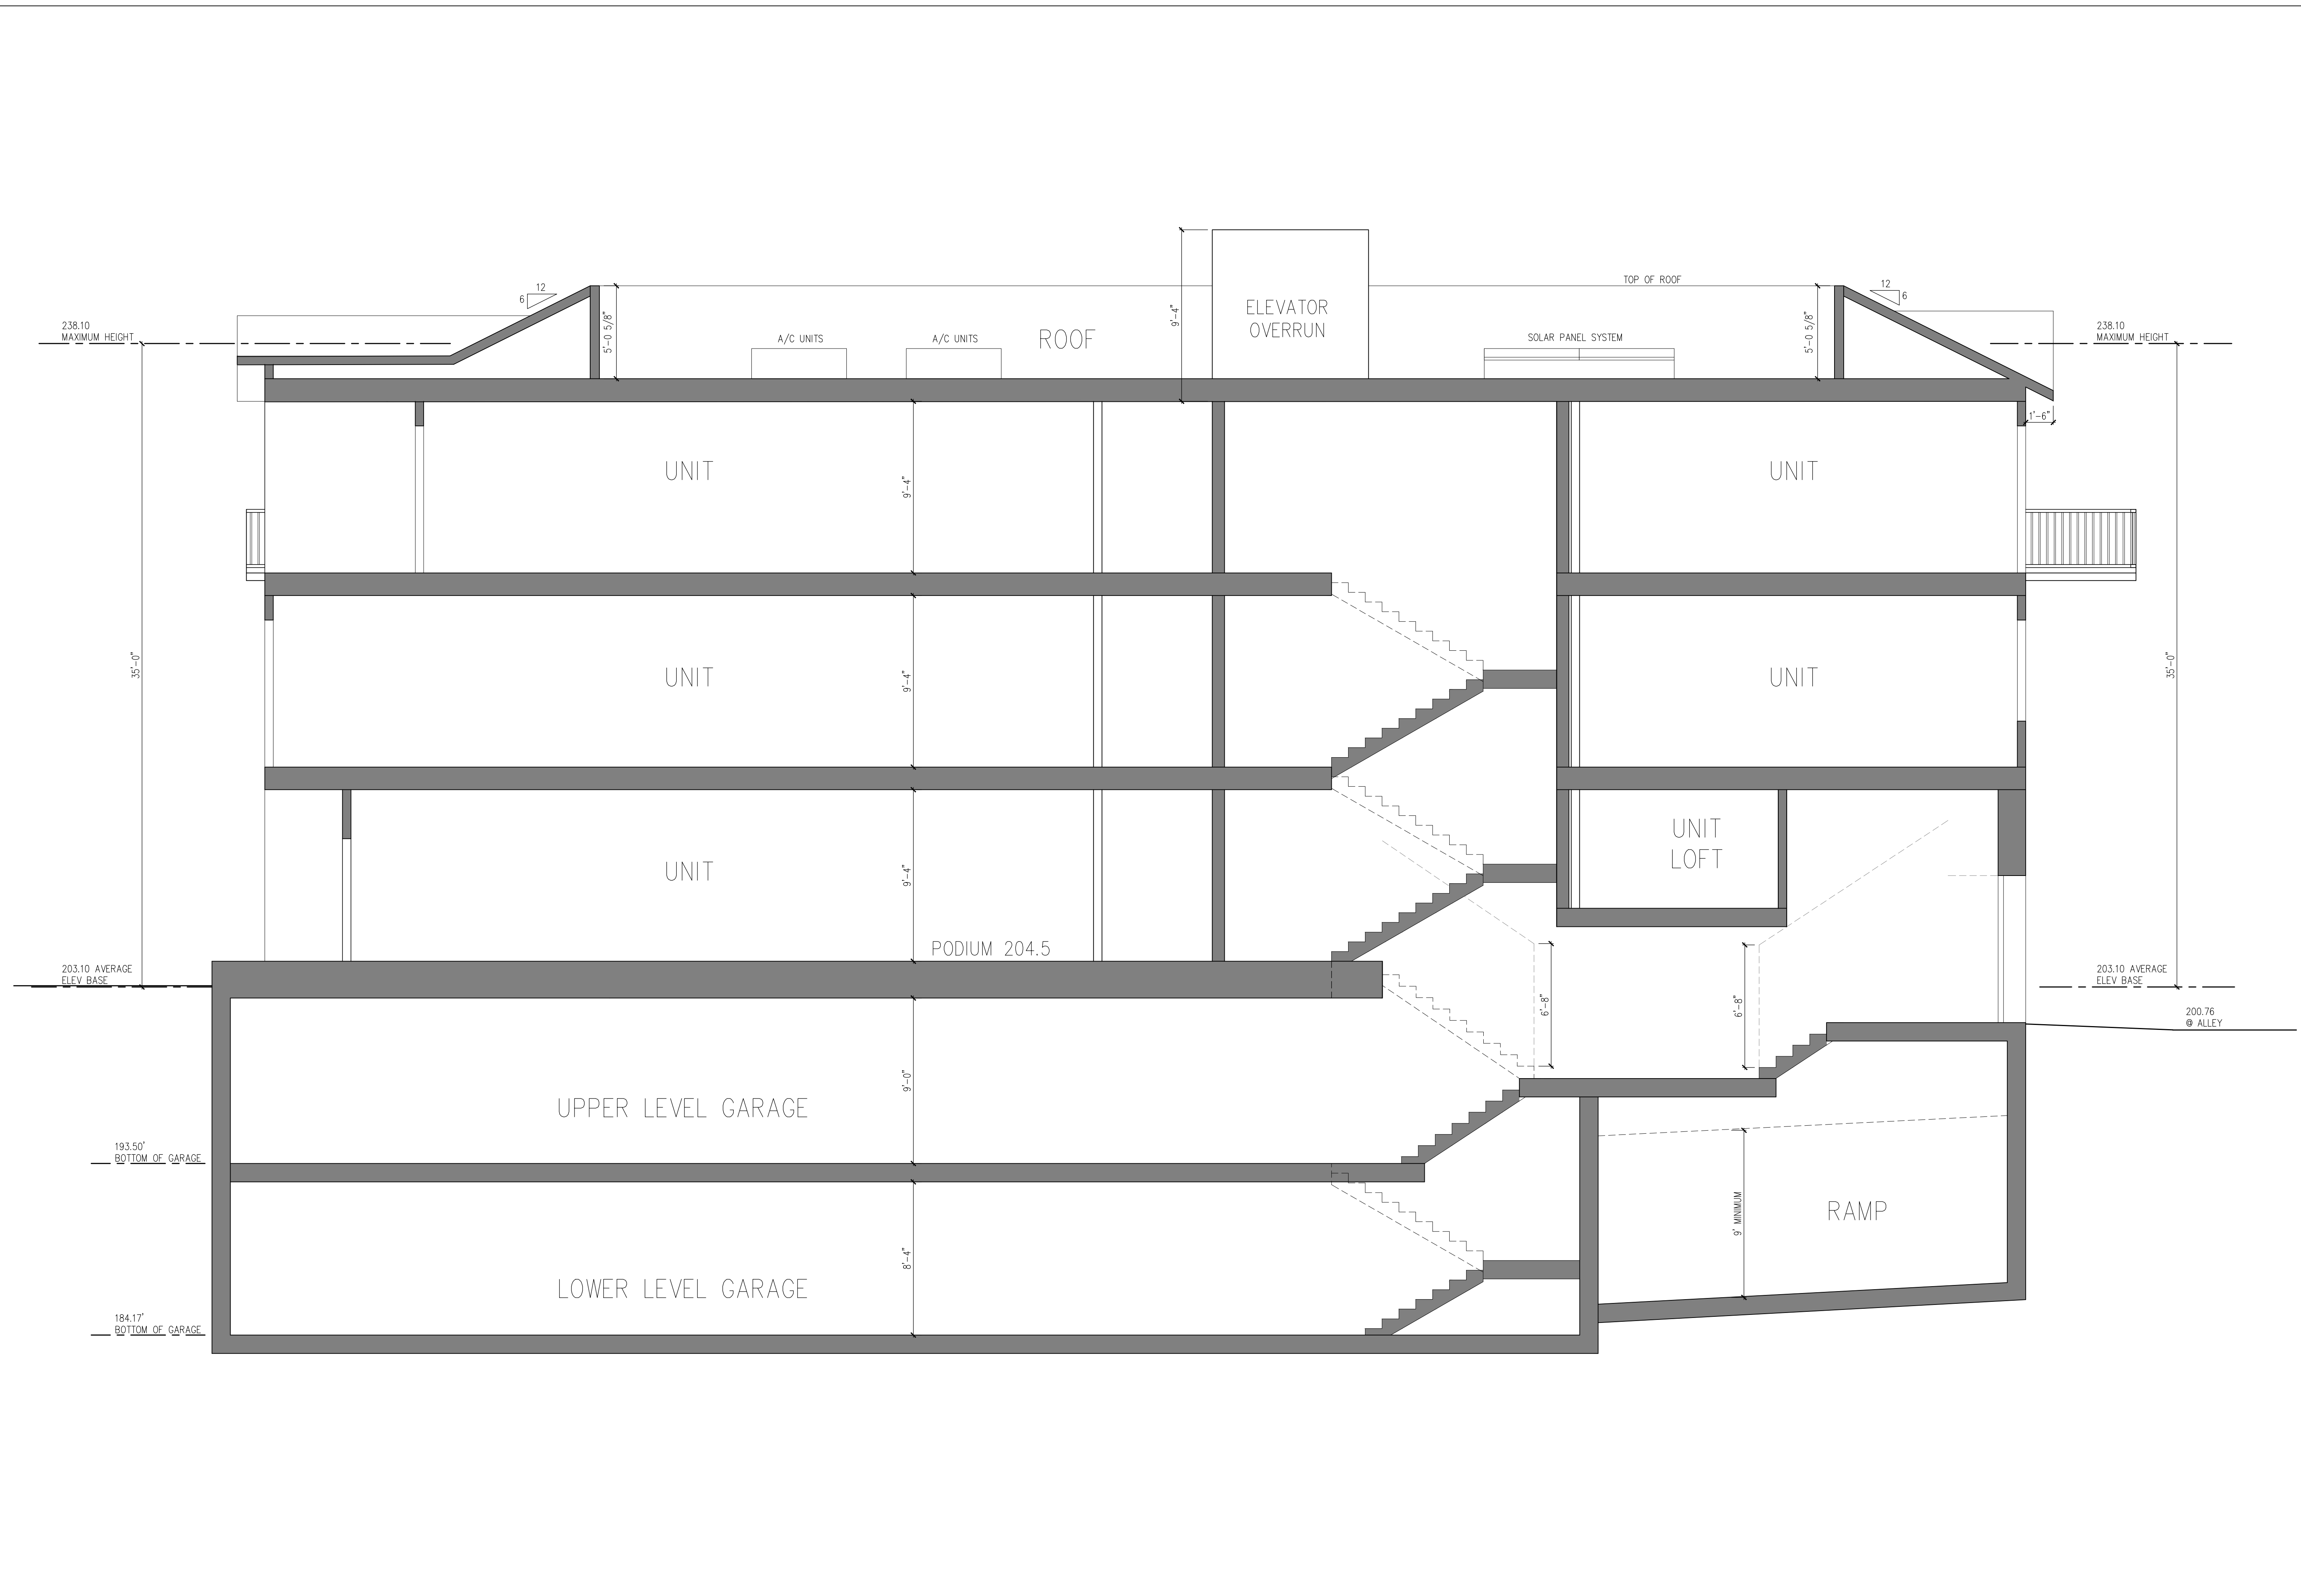 TOP OF ROOF
12
6
12
6
ELEVATOR
OVERRUN
9'-4"
5'-0 5/8"
5'-0 5/8"
238.10
MAXIMUM HEIGHT
238.10
MAXIMUM HEIGHT
A/C UNITS
A/C UNITS
ROOF
SOLAR PANEL SYSTEM
1'-6"
UNIT
9'-4"
UNIT
35'-0"
UNIT
9'-4"
UNIT
35'-0"
UNIT
9'-4"
UNIT
LOFT
PODIUM 204.5
203.10 AVERAGE
ELEV BASE
203.10 AVERAGE
ELEV BASE
6'-8"
6'-8"
200.76
@ ALLEY
UPPER LEVEL GARAGE
9'-0"
193.50'
BOTTOM OF GARAGE
9' MINIMUM
RAMP
LOWER LEVEL GARAGE
8'-4"
184.17'
BOTTOM OF GARAGE